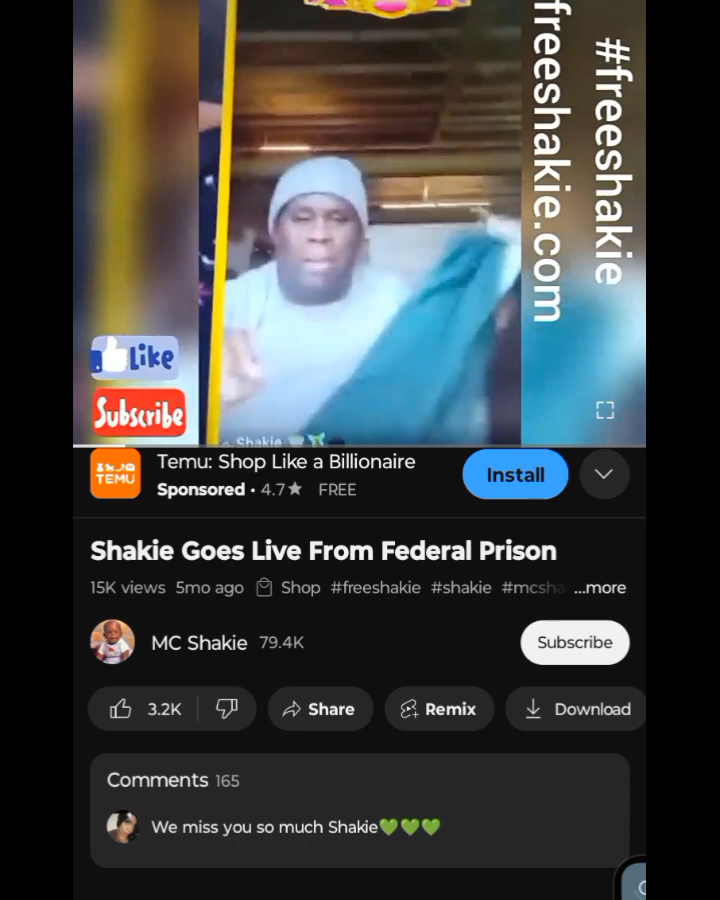 #freeshakie
freeshakie.com
Like
Subscribe
Shakie
TEMU
Temu: Shop Like a Billionaire
Sponsored • 4.7★ FREE
Install
Shakie Goes Live From Federal Prison
15K views 5mo ago Shop #freeshakie #shakie #mcsha ...more
MC Shakie 79.4K
Subscribe
3.2K
Share
Remix
Download
Comments 165
We miss you so much Shakie💚💚💚